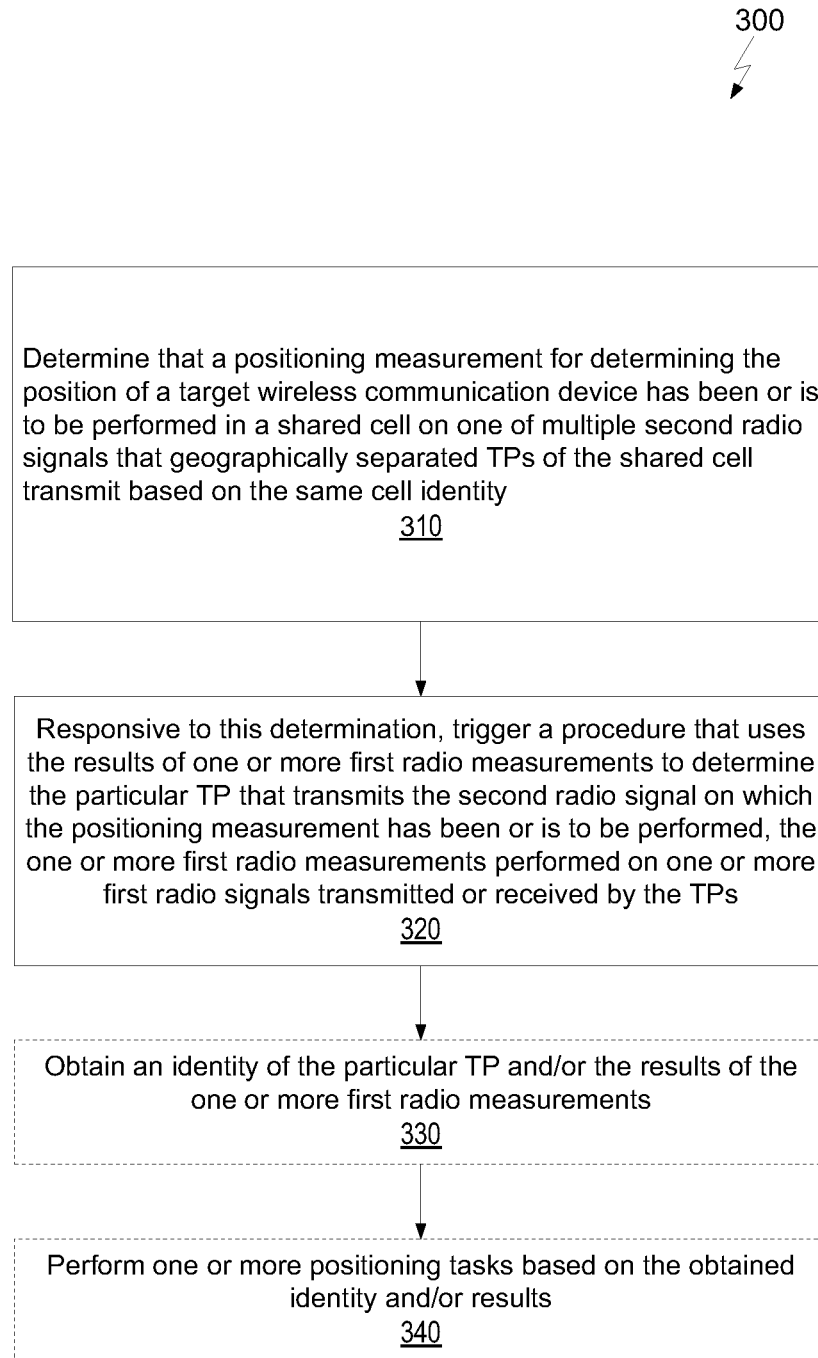 300
Determine that a positioning measurement for determining the
position of a target wireless communication device has been or is
to be performed in a shared cell on one of multiple second radio
signals that geographically separated TPs of the shared cell
transmit based on the same cell identity
310
Responsive to this determination, trigger a procedure that uses
the results of one or more first radio measurements to determine
the particular TP that transmits the second radio signal on which
the positioning measurement has been or is to be performed, the
one or more first radio measurements performed on one or more
first radio signals transmitted or received by the TPs
320
Obtain an identity of the particular TP and/or the results of the
one or more first radio measurements
330
Perform one or more positioning tasks based on the obtained
identity and/or results
340